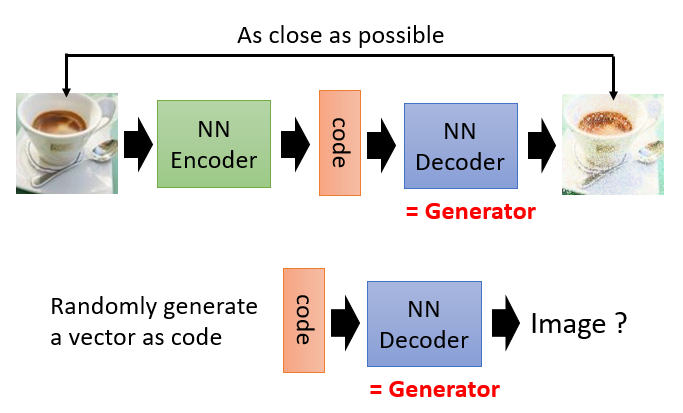 As close as possible
NN
Encoder
code
NN
Decoder
= Generator
Randomly generate
a vector as code
code
NN
Decoder
Image ?
= Generator